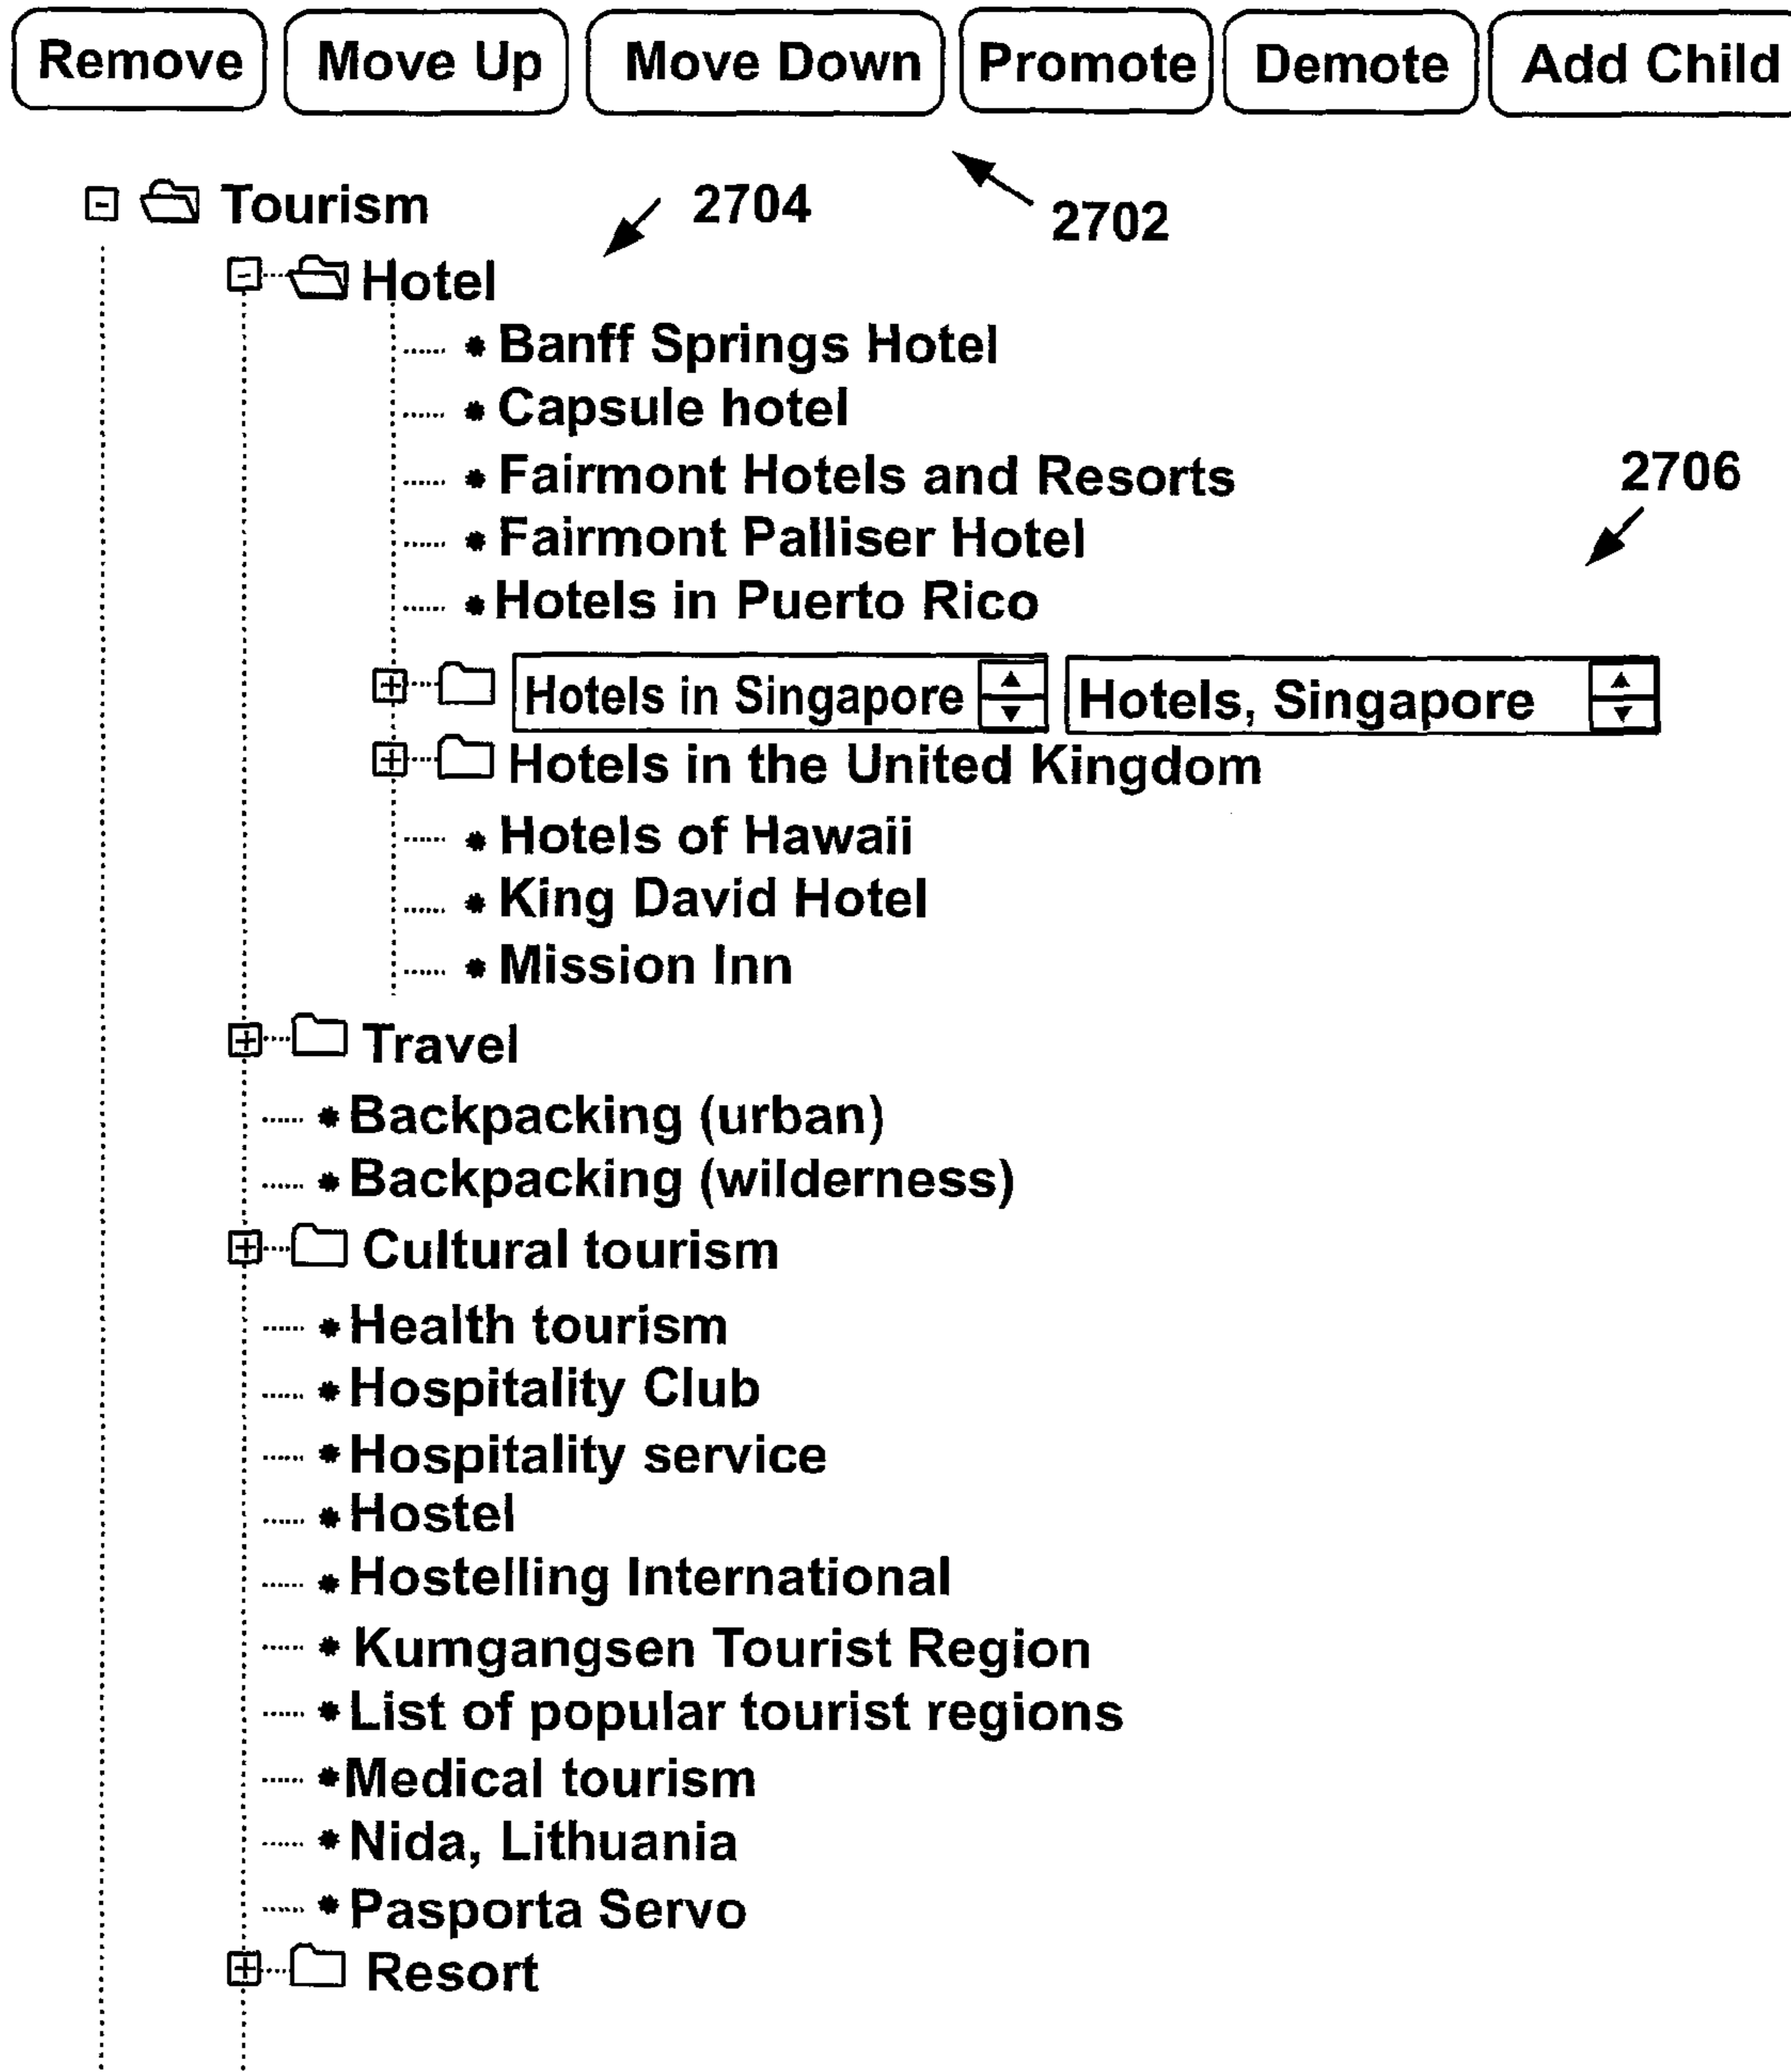 Remove Move Up Move Down Promote Demote Add Child
Tourism 2704 2702
Hotel
Banff Springs Hotel
Capsule hotel
Fairmont Hotels and Resorts 2706
Fairmont Palliser Hotel
Hotels in Puerto Rico
Hotels in Singapore Hotels, Singapore
Hotels in the United Kingdom
Hotels of Hawaii
King David Hotel
Mission Inn
Travel
Backpacking (urban)
Backpacking (wilderness)
Cultural tourism
Health tourism
Hospitality Club
Hospitality service
Hostel
Hostelling International
Kumgangsen Tourist Region
List of popular tourist regions
Medical tourism
Nida, Lithuania
Pasporta Servo
Resort